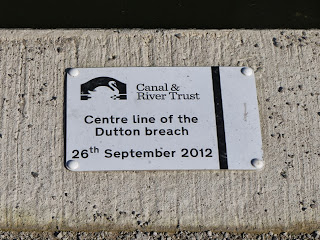 Canal &
River Trust
Centre line of the
Dutton breach
26th September 2012